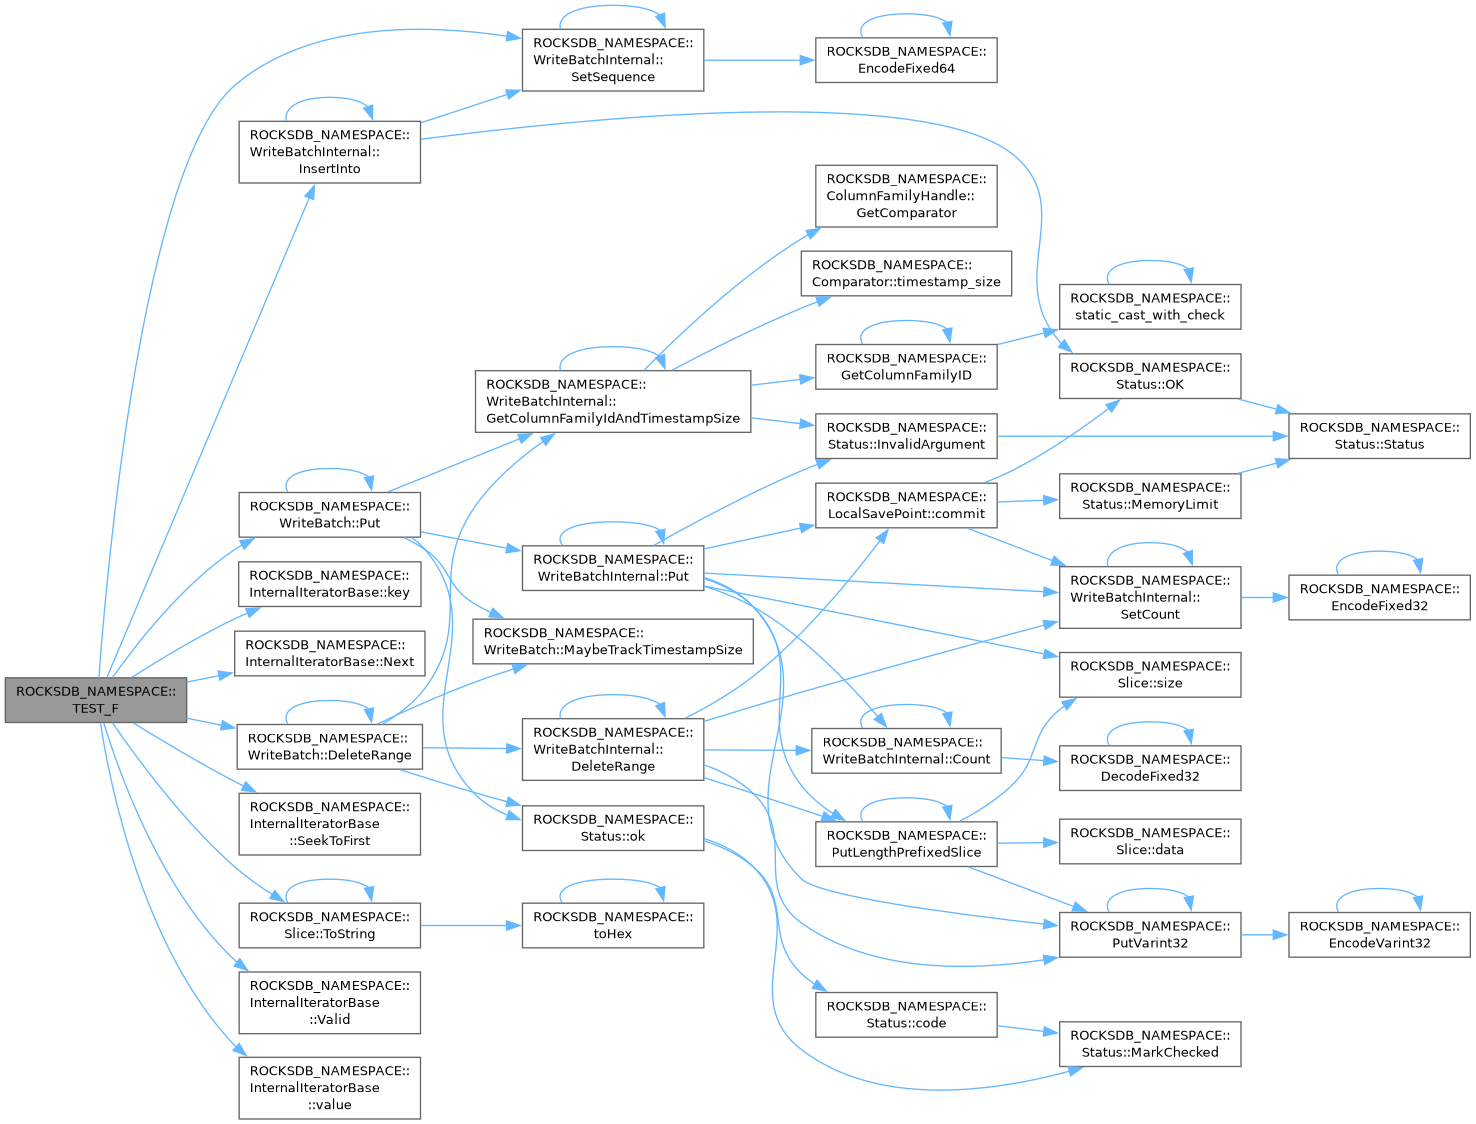 ROCKSDB_NAMESPACE::
TEST_F
ROCKSDB_NAMESPACE::
WriteBatchInternal::
InsertInto
ROCKSDB_NAMESPACE::
WriteBatch::Put
ROCKSDB_NAMESPACE::
InternalIteratorBase::key
ROCKSDB_NAMESPACE::
InternalIteratorBase::Next
ROCKSDB_NAMESPACE::
WriteBatch::DeleteRange
ROCKSDB_NAMESPACE::
InternalIteratorBase
::SeekToFirst
ROCKSDB_NAMESPACE::
Slice::ToString
ROCKSDB_NAMESPACE::
InternalIteratorBase
::Valid
ROCKSDB_NAMESPACE::
InternalIteratorBase
::value
ROCKSDB_NAMESPACE::
WriteBatchInternal::
SetSequence
ROCKSDB_NAMESPACE::
WriteBatchInternal::
GetColumnFamilyIdAndTimestampSize
ROCKSDB_NAMESPACE::
WriteBatchInternal::Put
ROCKSDB_NAMESPACE::
WriteBatch::MaybeTrackTimestampSize
ROCKSDB_NAMESPACE::
WriteBatchInternal::
DeleteRange
ROCKSDB_NAMESPACE::
Status::ok
ROCKSDB_NAMESPACE::
toHex
ROCKSDB_NAMESPACE::
EncodeFixed64
ROCKSDB_NAMESPACE::
ColumnFamilyHandle::
GetComparator
ROCKSDB_NAMESPACE::
Comparator::timestamp_size
ROCKSDB_NAMESPACE::
GetColumnFamilyID
ROCKSDB_NAMESPACE::
Status::InvalidArgument
ROCKSDB_NAMESPACE::
LocalSavePoint::commit
ROCKSDB_NAMESPACE::
WriteBatchInternal::Count
ROCKSDB_NAMESPACE::
PutLengthPrefixedSlice
ROCKSDB_NAMESPACE::
Status::code
ROCKSDB_NAMESPACE::
static_cast_with_check
ROCKSDB_NAMESPACE::
Status::OK
ROCKSDB_NAMESPACE::
Status::MemoryLimit
ROCKSDB_NAMESPACE::
WriteBatchInternal::
SetCount
ROCKSDB_NAMESPACE::
Slice::size
ROCKSDB_NAMESPACE::
DecodeFixed32
ROCKSDB_NAMESPACE::
Slice::data
ROCKSDB_NAMESPACE::
PutVarint32
ROCKSDB_NAMESPACE::
Status::MarkChecked
ROCKSDB_NAMESPACE::
Status::Status
ROCKSDB_NAMESPACE::
EncodeFixed32
ROCKSDB_NAMESPACE::
EncodeVarint32